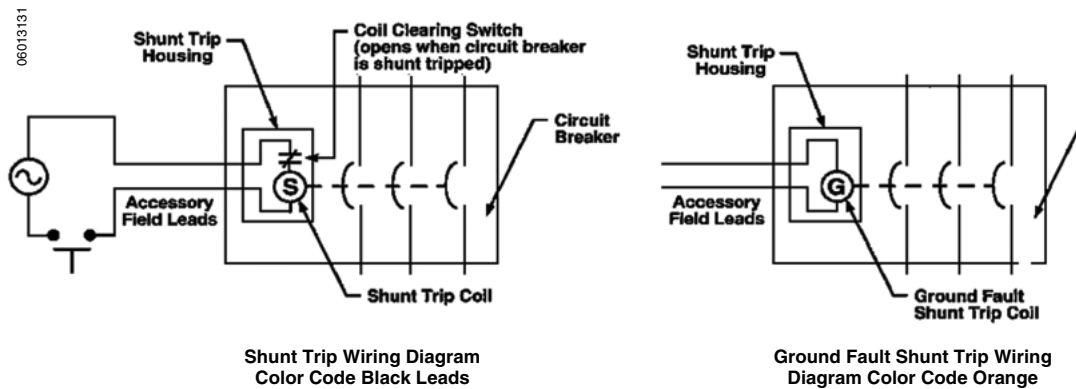 06013131
Shunt Trip
Housing
Coil Clearing Switch
(opens when circuit breaker
is shunt tripped)
Circuit
Breaker
S
Accessory
Field Leads
Shunt Trip Coil
Shunt Trip Wiring Diagram
Color Code Black Leads
Shunt Trip
Housing
G
Accessory
Field Leads
Ground Fault
Shunt Trip Coil
Ground Fault Shunt Trip Wiring
Diagram Color Code Orange